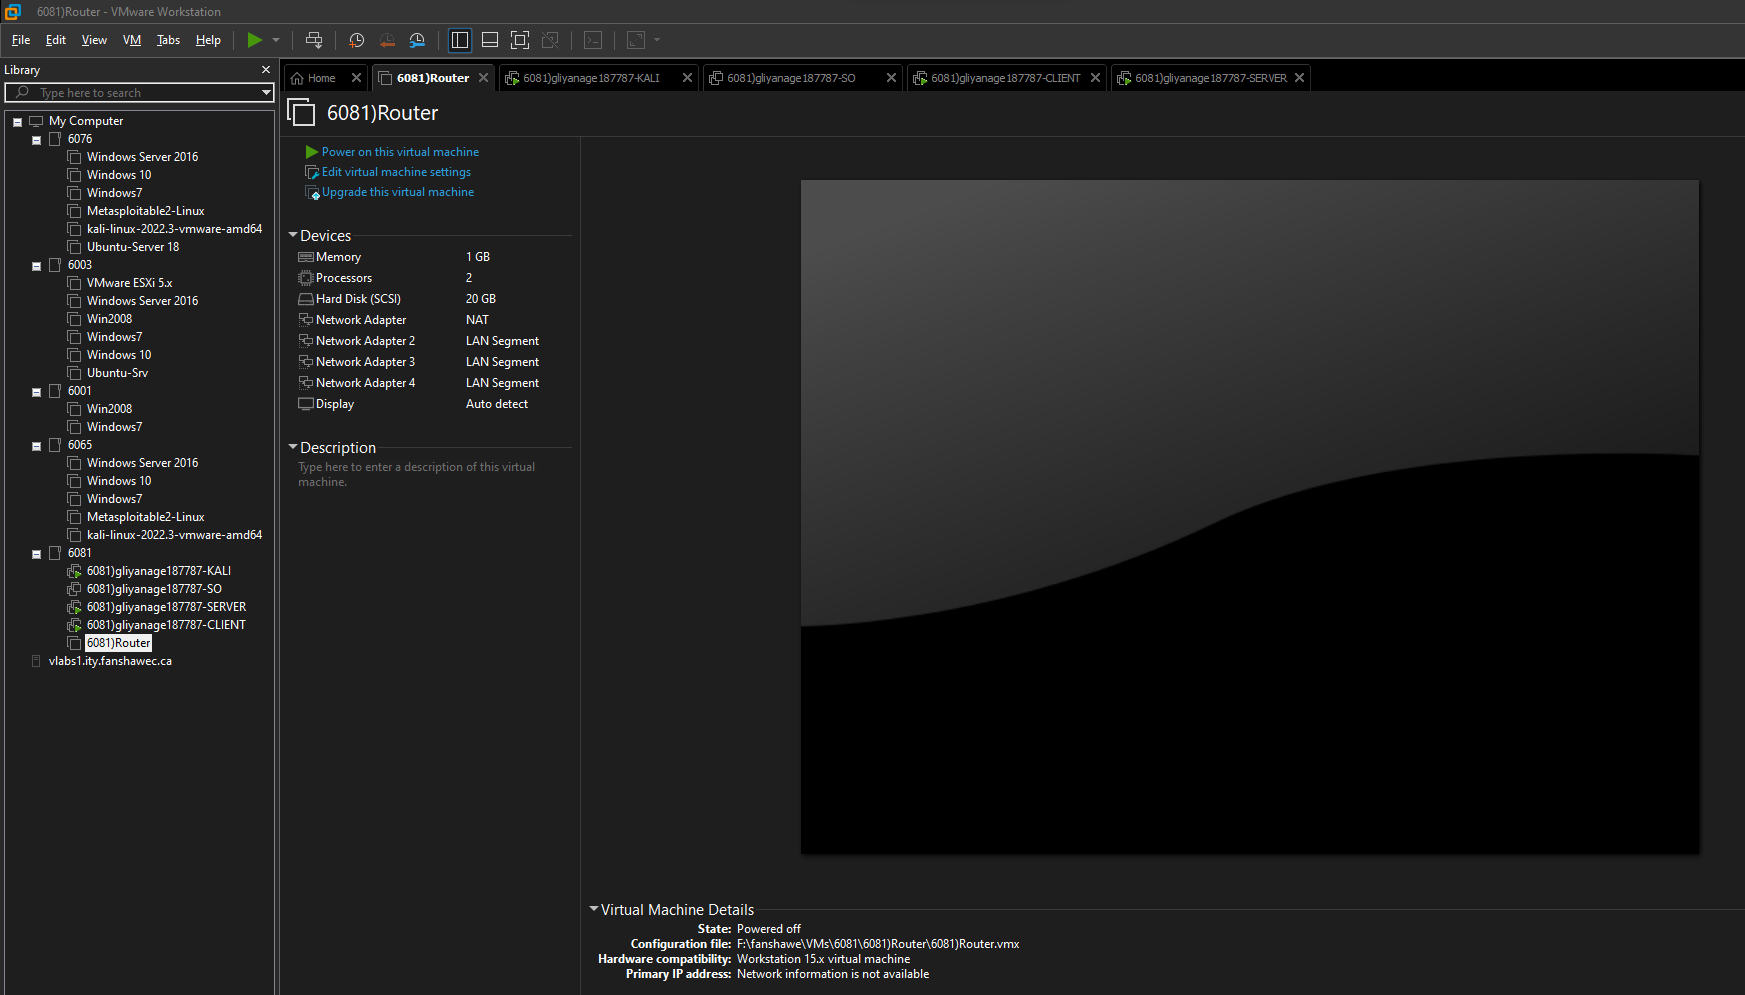 6081)Router - VMware Workstation
File Edit View VM Tabs Help
Library
Type here to search
My Computer
6076
Windows Server 2016
Windows 10
Windows7
Metasploitable2-Linux
kali-linux-2022.3-vmware-amd64
Ubuntu-Server 18
6003
VMware ESXi 5.x
Windows Server 2016
Win2008
Windows7
Windows 10
Ubuntu-Srv
6001
Win2008
Windows7
6065
Windows Server 2016
Windows 10
Windows7
Metasploitable2-Linux
kali-linux-2022.3-vmware-amd64
6081
6081)gliyanage187787-KALI
6081)gliyanage187787-SO
6081)gliyanage187787-SERVER
6081)gliyanage187787-CLIENT
6081)Router
vlabs1.ity.fanshawec.ca
Home 6081)Router 6081)gliyanage187787-KALI 6081)gliyanage187787-SO 6081)gliyanage187787-CLIENT 6081)gliyanage187787-SERVER
6081)Router
Power on this virtual machine
Edit virtual machine settings
Upgrade this virtual machine
Devices
Memory 1 GB
Processors 2
Hard Disk (SCSI) 20 GB
Network Adapter NAT
Network Adapter 2 LAN Segment
Network Adapter 3 LAN Segment
Network Adapter 4 LAN Segment
Display Auto detect
Description
Type here to enter a description of this virtual
machine.
Virtual Machine Details
State: Powered off
Configuration file: F:\fanshawe\VMs\6081\6081)Router\6081)Router.vmx
Hardware compatibility: Workstation 15.x virtual machine
Primary IP address: Network information is not available